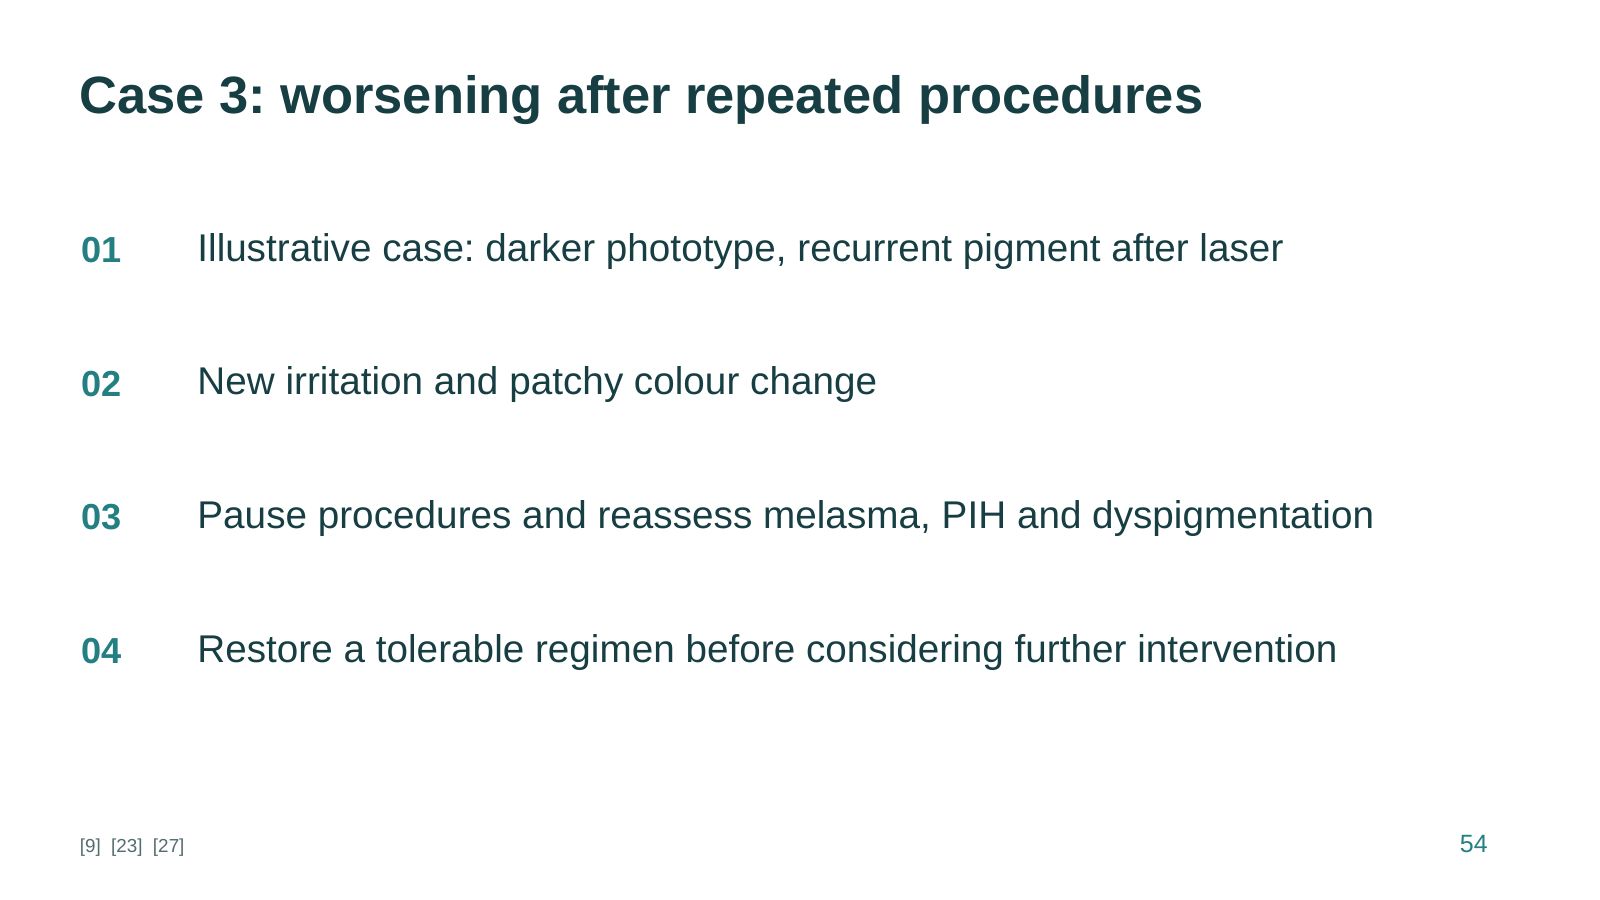 Case 3: worsening after repeated procedures
01 Illustrative case: darker phototype, recurrent pigment after laser
02 New irritation and patchy colour change
03 Pause procedures and reassess melasma, PIH and dyspigmentation
04 Restore a tolerable regimen before considering further intervention
[9] [23] [27] 54